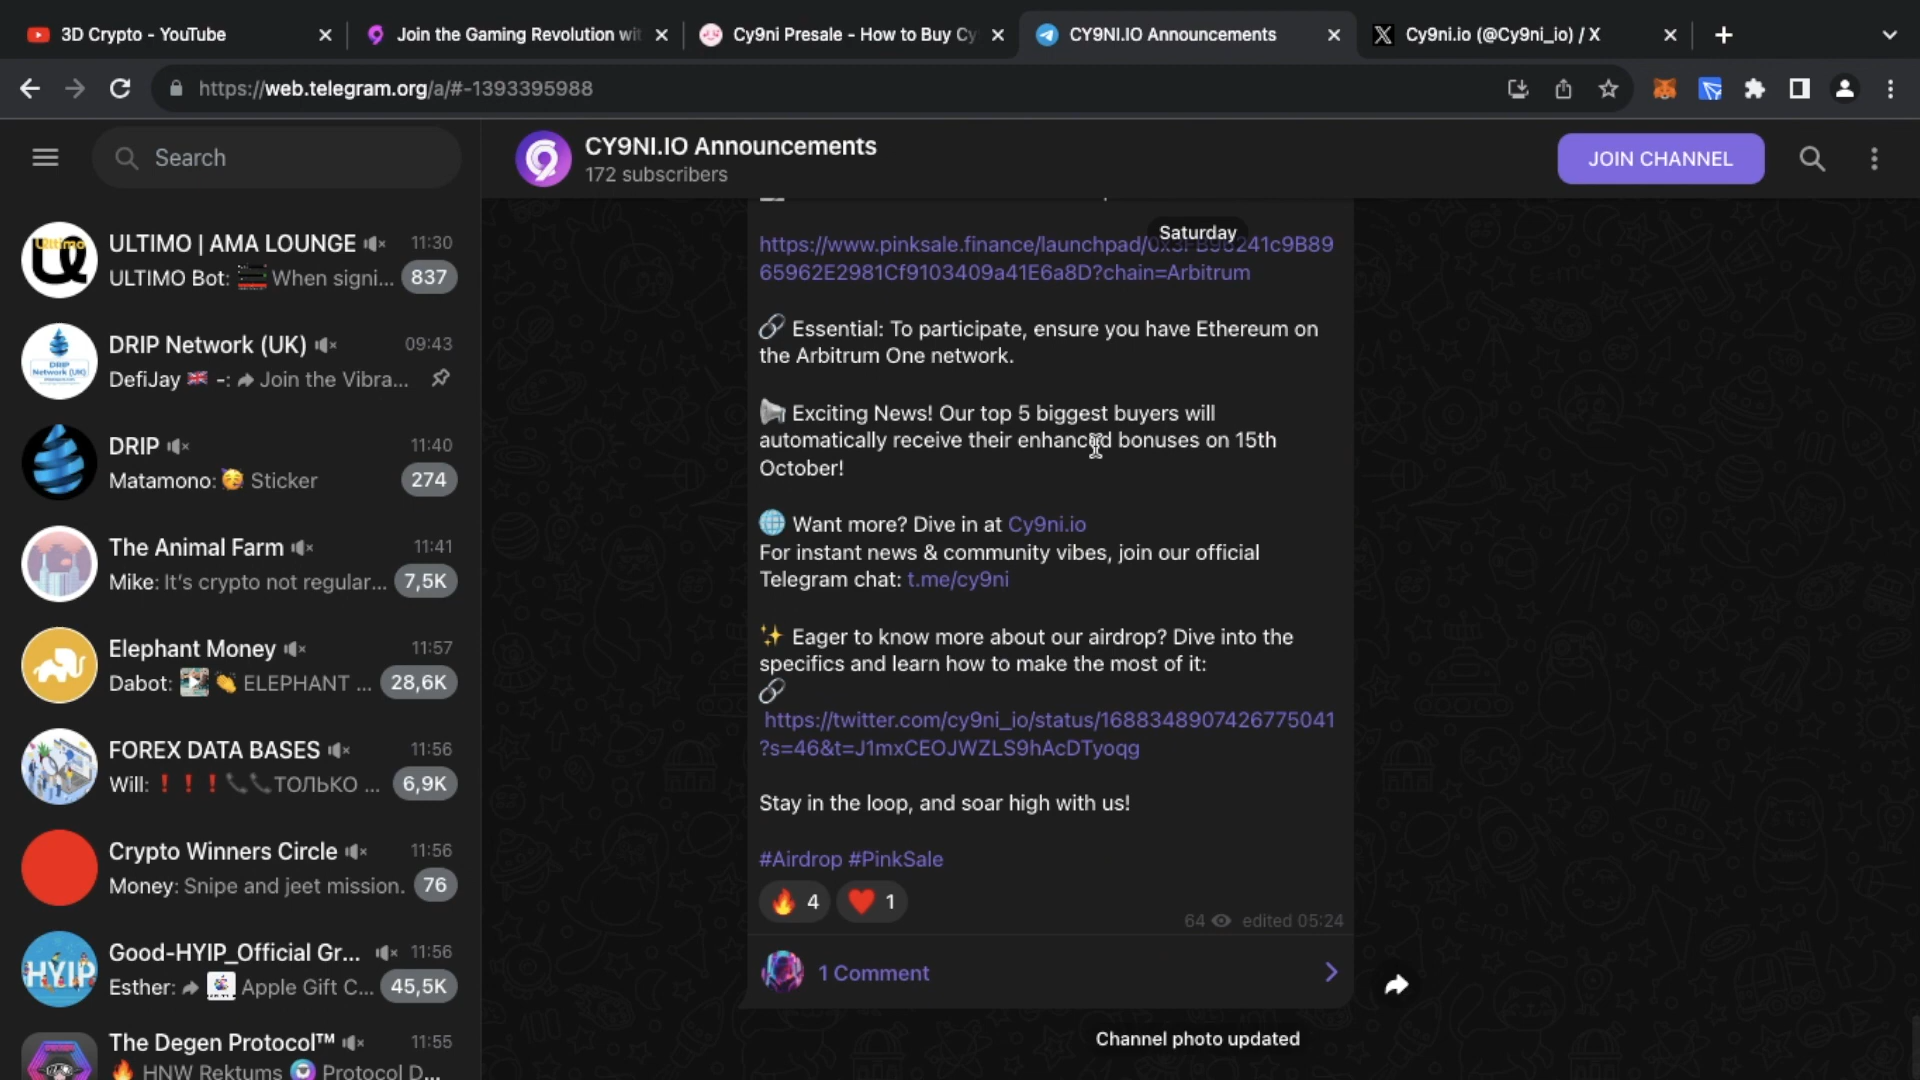 3D Crypto - YouTube
Join the Gaming Revolution wit
Cy9ni Presale - How to Buy Cy
CY9NI.IO Announcements
Cy9ni.io (@Cy9ni_io) / X
https://web.telegram.org/a/#-1393395988
Search
CY9NI.IO Announcements
172 subscribers
JOIN CHANNEL
ULTIMO | AMA LOUNGE 11:30
ULTIMO Bot: When signi... 837
DRIP Network (UK) 09:43
DefiJay -: Join the Vibra...
DRIP 11:40
Matamono: Sticker 274
The Animal Farm 11:41
Mike: It's crypto not regular... 7,5K
Elephant Money 11:57
Dabot: ELEPHANT ... 28,6K
FOREX DATA BASES 11:56
Will: ❗❗❗📞📞ТОЛЬКО ... 6,9K
Crypto Winners Circle 11:56
Money: Snipe and jeet mission. 76
Good-HYIP_Official Gr... 11:56
Esther: Apple Gift C... 45,5K
The Degen Protocol™ 11:55
HNW Rektums Protocol D...
Saturday
https://www.pinksale.finance/launchpad/0x3FB96241c9B89
65962E2981Cf9103409a41E6a8D?chain=Arbitrum
🔗 Essential: To participate, ensure you have Ethereum on
the Arbitrum One network.
📢 Exciting News! Our top 5 biggest buyers will
automatically receive their enhanced bonuses on 15th
October!
🌐 Want more? Dive in at Cy9ni.io
For instant news & community vibes, join our official
Telegram chat: t.me/cy9ni
✨ Eager to know more about our airdrop? Dive into the
specifics and learn how to make the most of it:
🔗
https://twitter.com/cy9ni_io/status/1688348907426775041
?s=46&t=J1mxCEOJWZLS9hAcDTyoqg
Stay in the loop, and soar high with us!
#Airdrop #PinkSale
🔥 4 ❤️ 1
64 edited 05:24
1 Comment
Channel photo updated